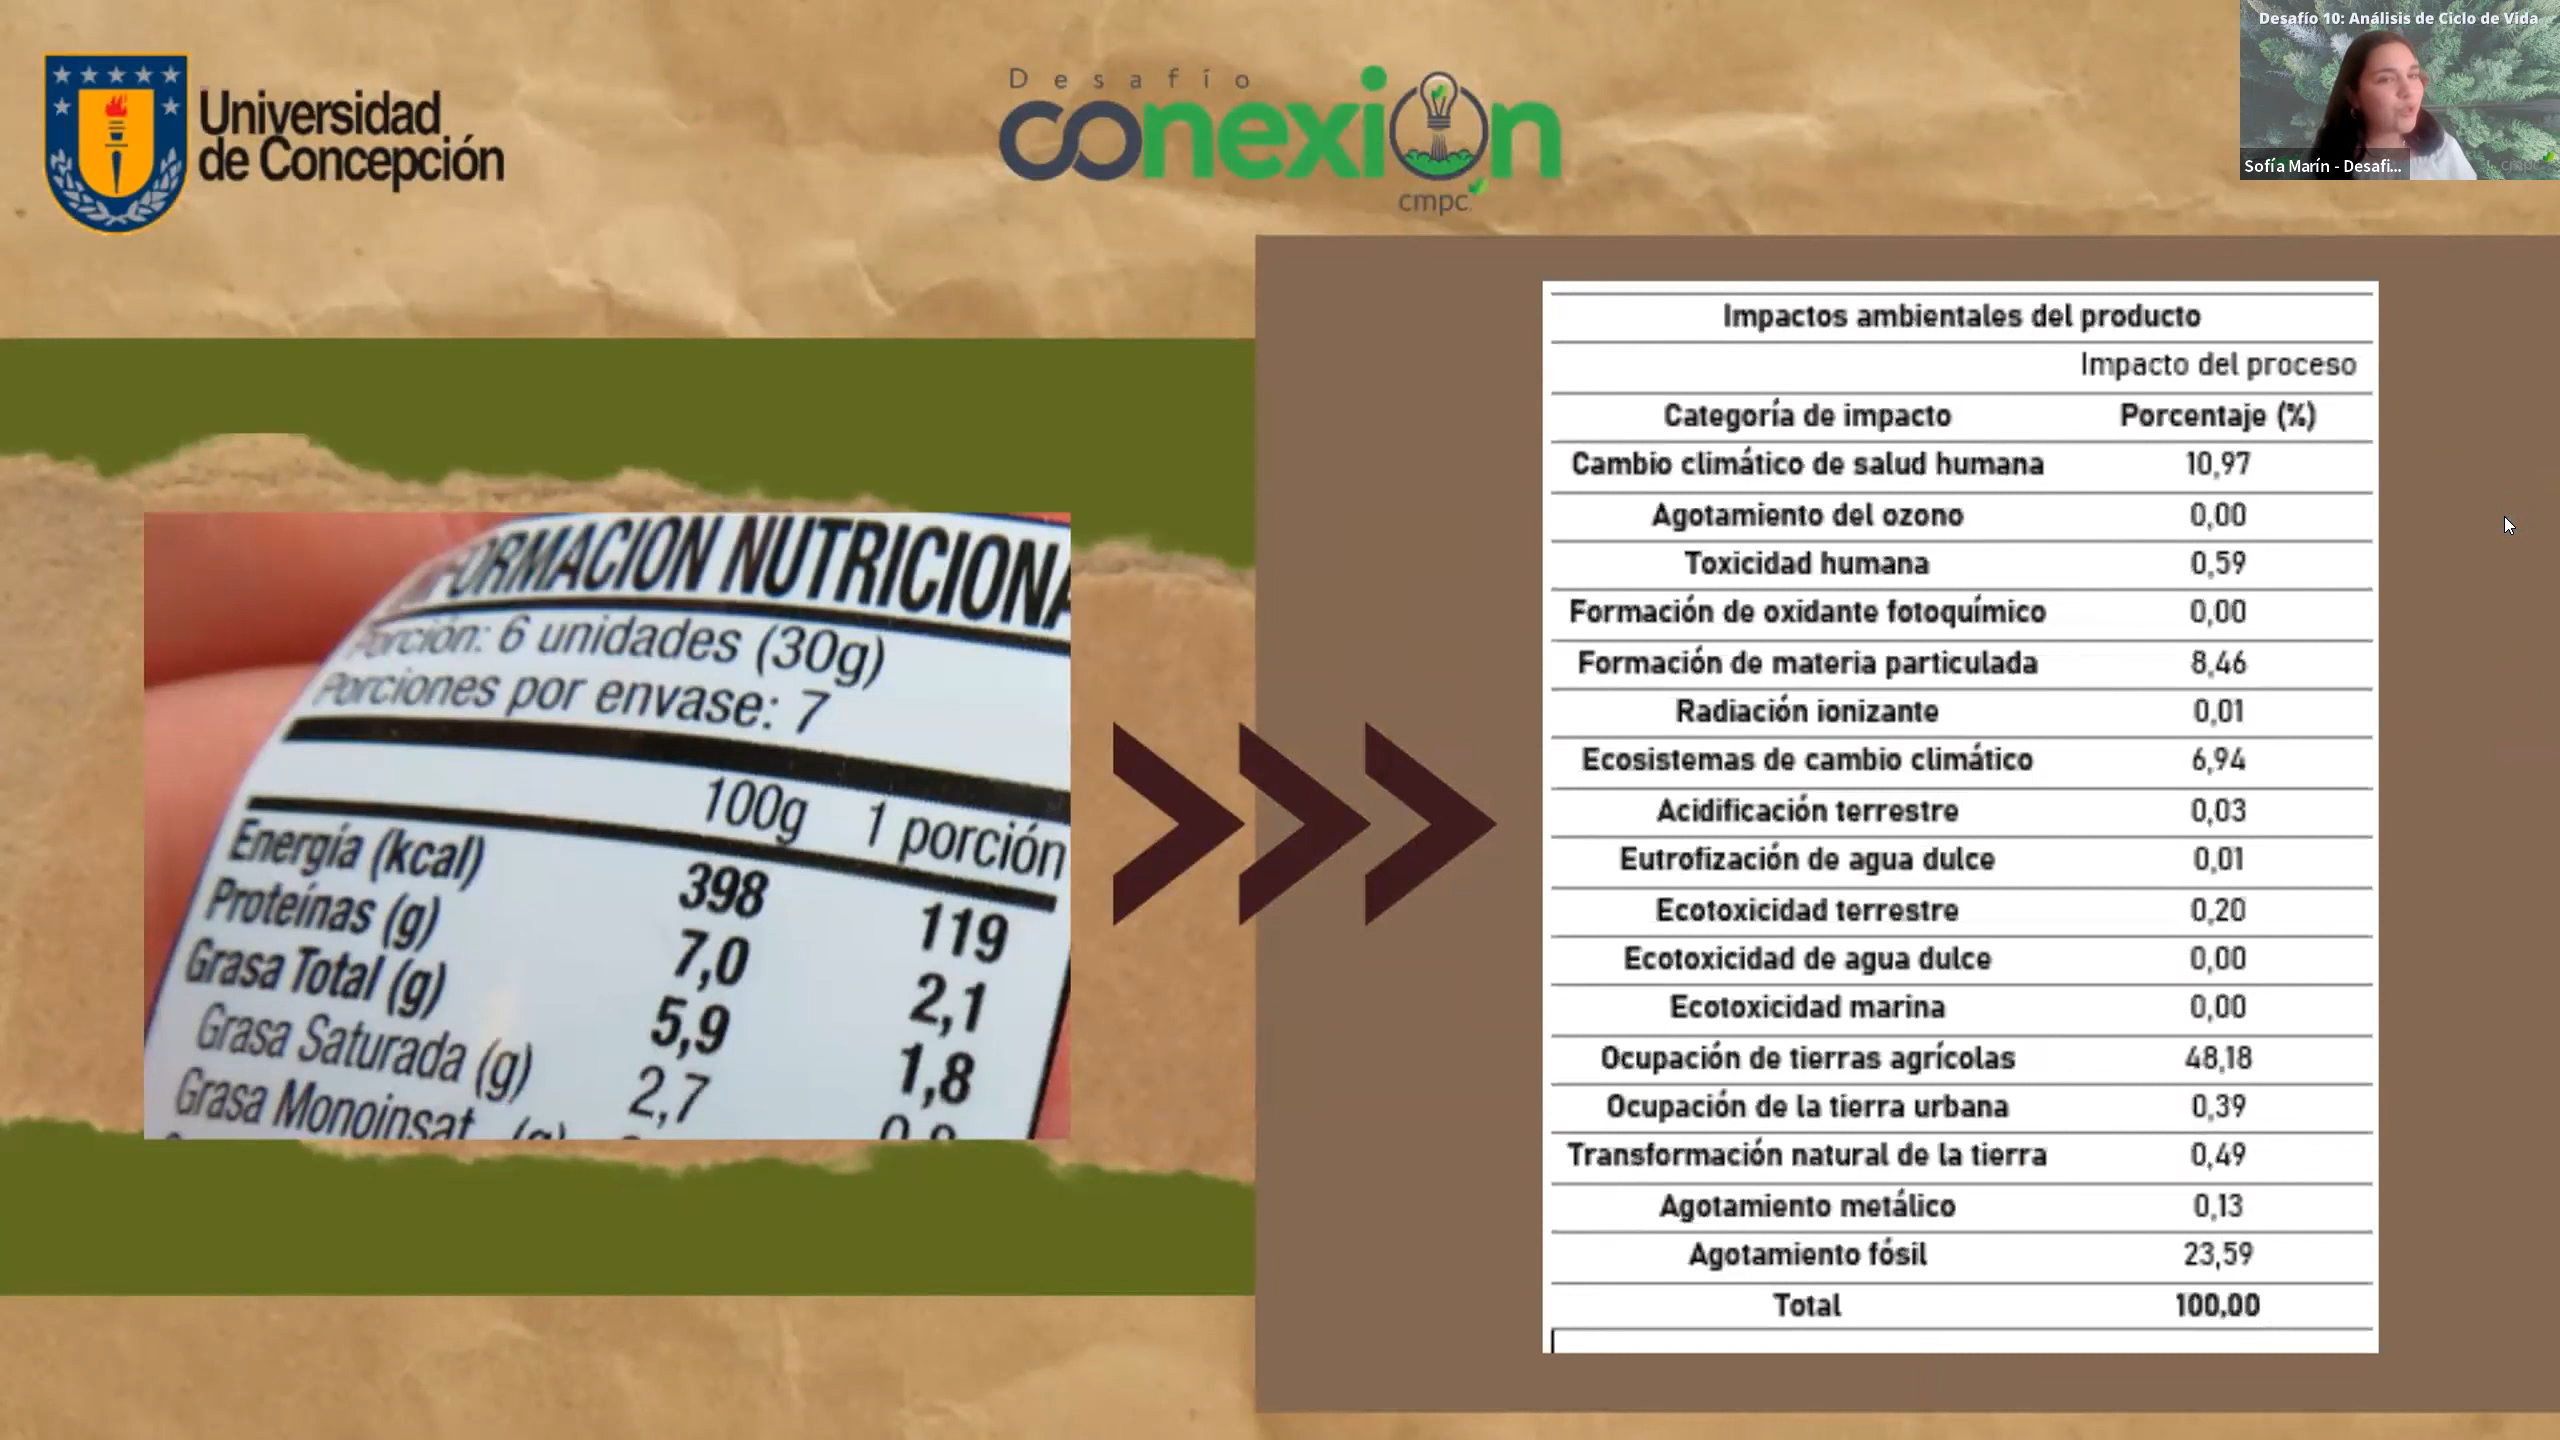 Universidad
de Concepción
Desafío
conexión
cmpc
Desafío 10: Análisis de Ciclo de Vida
Sofía Marín - Desafi...
cmpc
FORMACION NUTRICIONA
Porción: 6 unidades (30g)
Porciones por envase: 7
100g 1 porción
Energía (kcal) 398 119
Proteínas (g) 7,0 2,1
Grasa Total (g) 5,9 1,8
Grasa Saturada (g) 2,7
Grasa Monoinsat. (g)
Impactos ambientales del producto
Impacto del proceso
Categoría de impacto Porcentaje (%)
Cambio climático de salud humana 10,97
Agotamiento del ozono 0,00
Toxicidad humana 0,59
Formación de oxidante fotoquímico 0,00
Formación de materia particulada 8,46
Radiación ionizante 0,01
Ecosistemas de cambio climático 6,94
Acidificación terrestre 0,03
Eutrofización de agua dulce 0,01
Ecotoxicidad terrestre 0,20
Ecotoxicidad de agua dulce 0,00
Ecotoxicidad marina 0,00
Ocupación de tierras agrícolas 48,18
Ocupación de la tierra urbana 0,39
Transformación natural de la tierra 0,49
Agotamiento metálico 0,13
Agotamiento fósil 23,59
Total 100,00